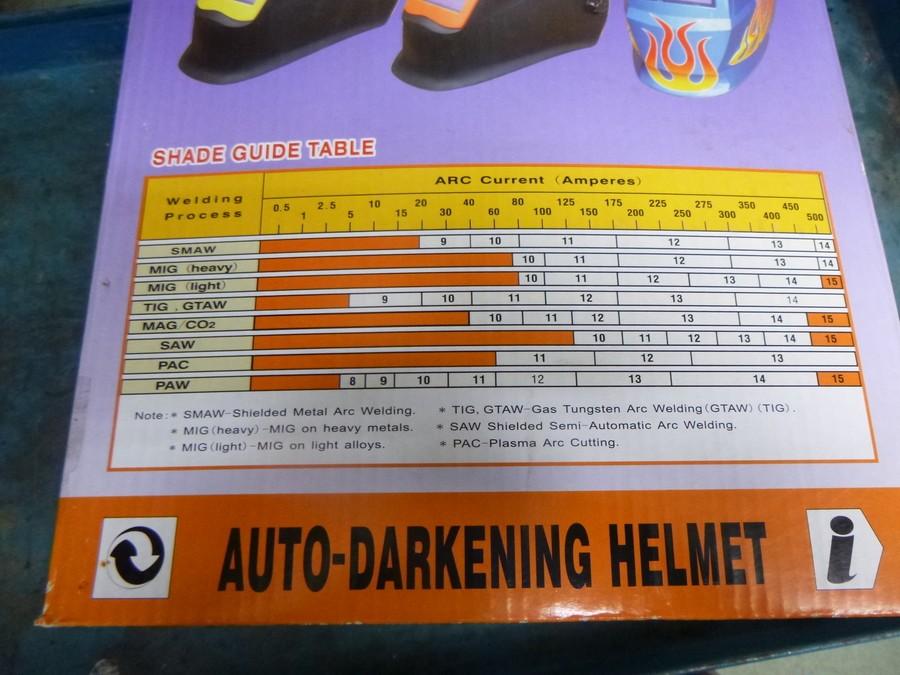 SHADE GUIDE TABLE
Welding Process
ARC Current (Amperes)
0.5 2.5 10 20 40 80 125 175 225 275 350 450
1 5 15 30 60 100 150 200 250 300 400 500
SMAW 9 10 11 12 13 14
MIG (heavy) 10 11 12 13 14
MIG (light) 10 11 12 13 14 15
TIG , GTAW 9 10 11 12 13 14
MAG/CO2 10 11 12 13 14 15
SAW 10 11 12 13 14 15
PAC 11 12 13
PAW 8 9 10 11 12 13 14 15
Note:* SMAW-Shielded Metal Arc Welding. * TIG, GTAW-Gas Tungsten Arc Welding(GTAW) (TIG).
* MIG(heavy)-MIG on heavy metals. * SAW Shielded Semi-Automatic Arc Welding.
* MIG(light)-MIG on light alloys. * PAC-Plasma Arc Cutting.
AUTO-DARKENING HELMET
i